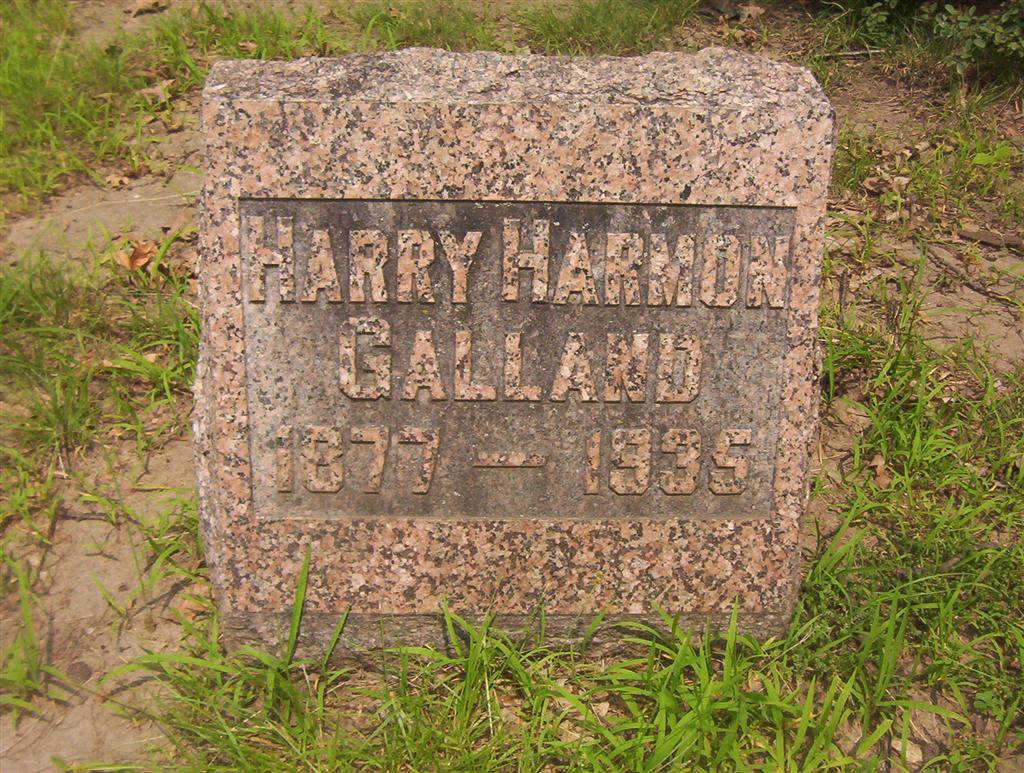 HARRY HARMON
GALLAND
1877 — 1935